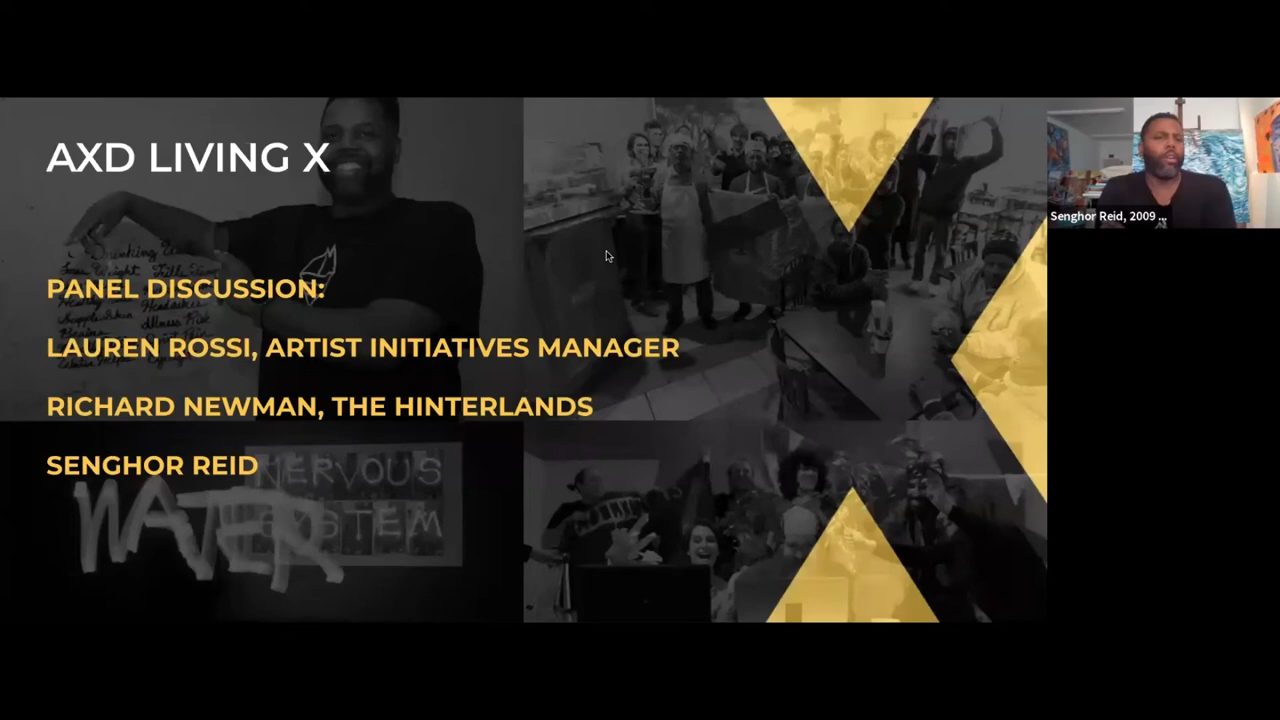 AXD LIVING X
PANEL DISCUSSION:
LAUREN ROSSI, ARTIST INITIATIVES MANAGER
RICHARD NEWMAN, THE HINTERLANDS
SENGHOR REID
NERVOUS
SYSTEM
WATER
Senghor Reid, 2009 ...